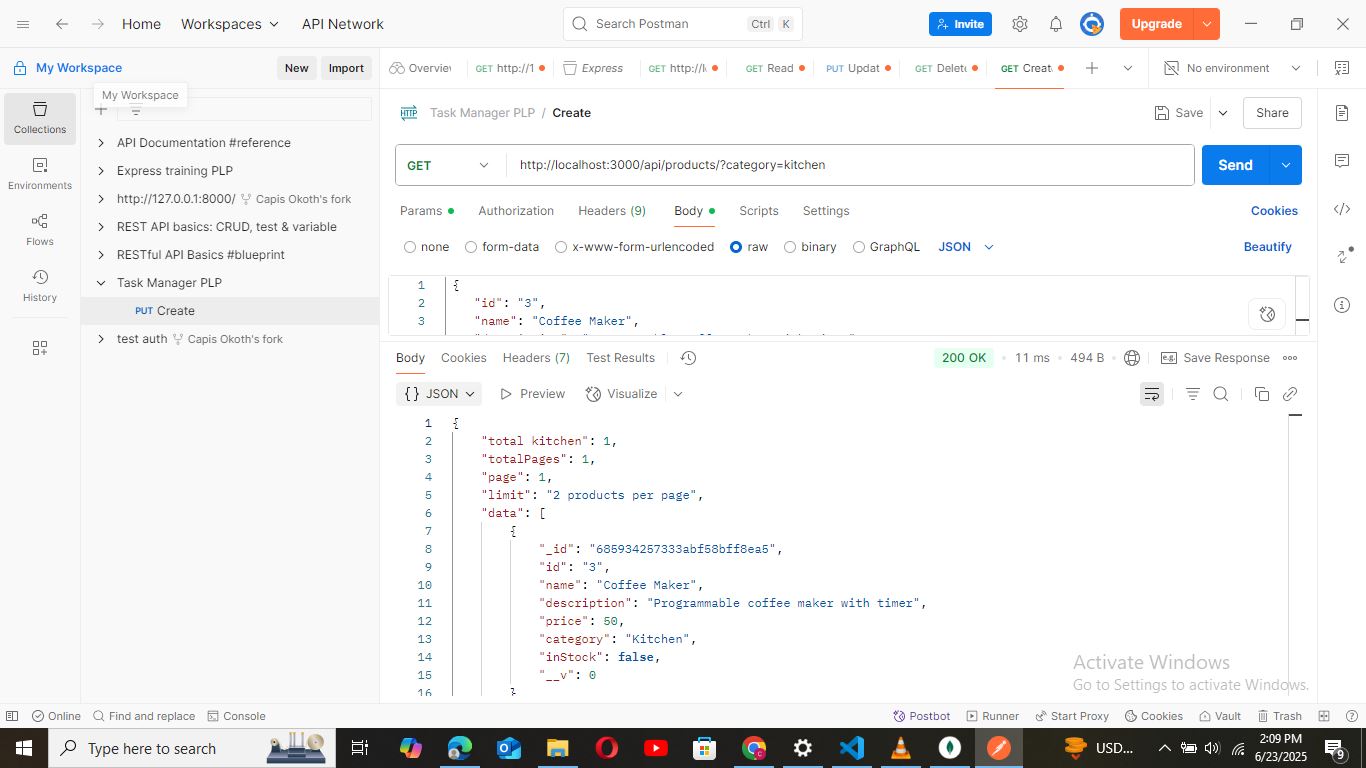 Home
Workspaces
API Network
Search Postman
Ctrl
K
Invite
Upgrade
My Workspace
New
Import
Overvie
GET http://1
Express
GET http://l
GET Read
PUT Updat
GET Delet
GET Creat
No environment
My Workspace
Collections
Environments
Flows
History
API Documentation #reference
Express training PLP
http://127.0.0.1:8000/ Capis Okoth's fork
REST API basics: CRUD, test & variable
RESTful API Basics #blueprint
Task Manager PLP
PUT Create
test auth Capis Okoth's fork
HTTP
Task Manager PLP / Create
Save
Share
GET
http://localhost:3000/api/products/?category=kitchen
Send
Params
Authorization
Headers (9)
Body
Scripts
Settings
Cookies
none
form-data
x-www-form-urlencoded
raw
binary
GraphQL
JSON
Beautify
1 {
2 "id": "3",
3 "name": "Coffee Maker",
Body
Cookies
Headers (7)
Test Results
200 OK
11 ms
494 B
e.g.
Save Response
{} JSON
Preview
Visualize
1 {
2 "total kitchen": 1,
3 "totalPages": 1,
4 "page": 1,
5 "limit": "2 products per page",
6 "data": [
7 {
8 "_id": "685934257333abf58bff8ea5",
9 "id": "3",
10 "name": "Coffee Maker",
11 "description": "Programmable coffee maker with timer",
12 "price": 50,
13 "category": "Kitchen",
14 "inStock": false,
15 "__v": 0
16 }
Activate Windows
Go to Settings to activate Windows.
Online
Find and replace
Console
Postbot
Runner
Start Proxy
Cookies
Vault
Trash
Type here to search
USD...
2:09 PM
6/23/2025
9